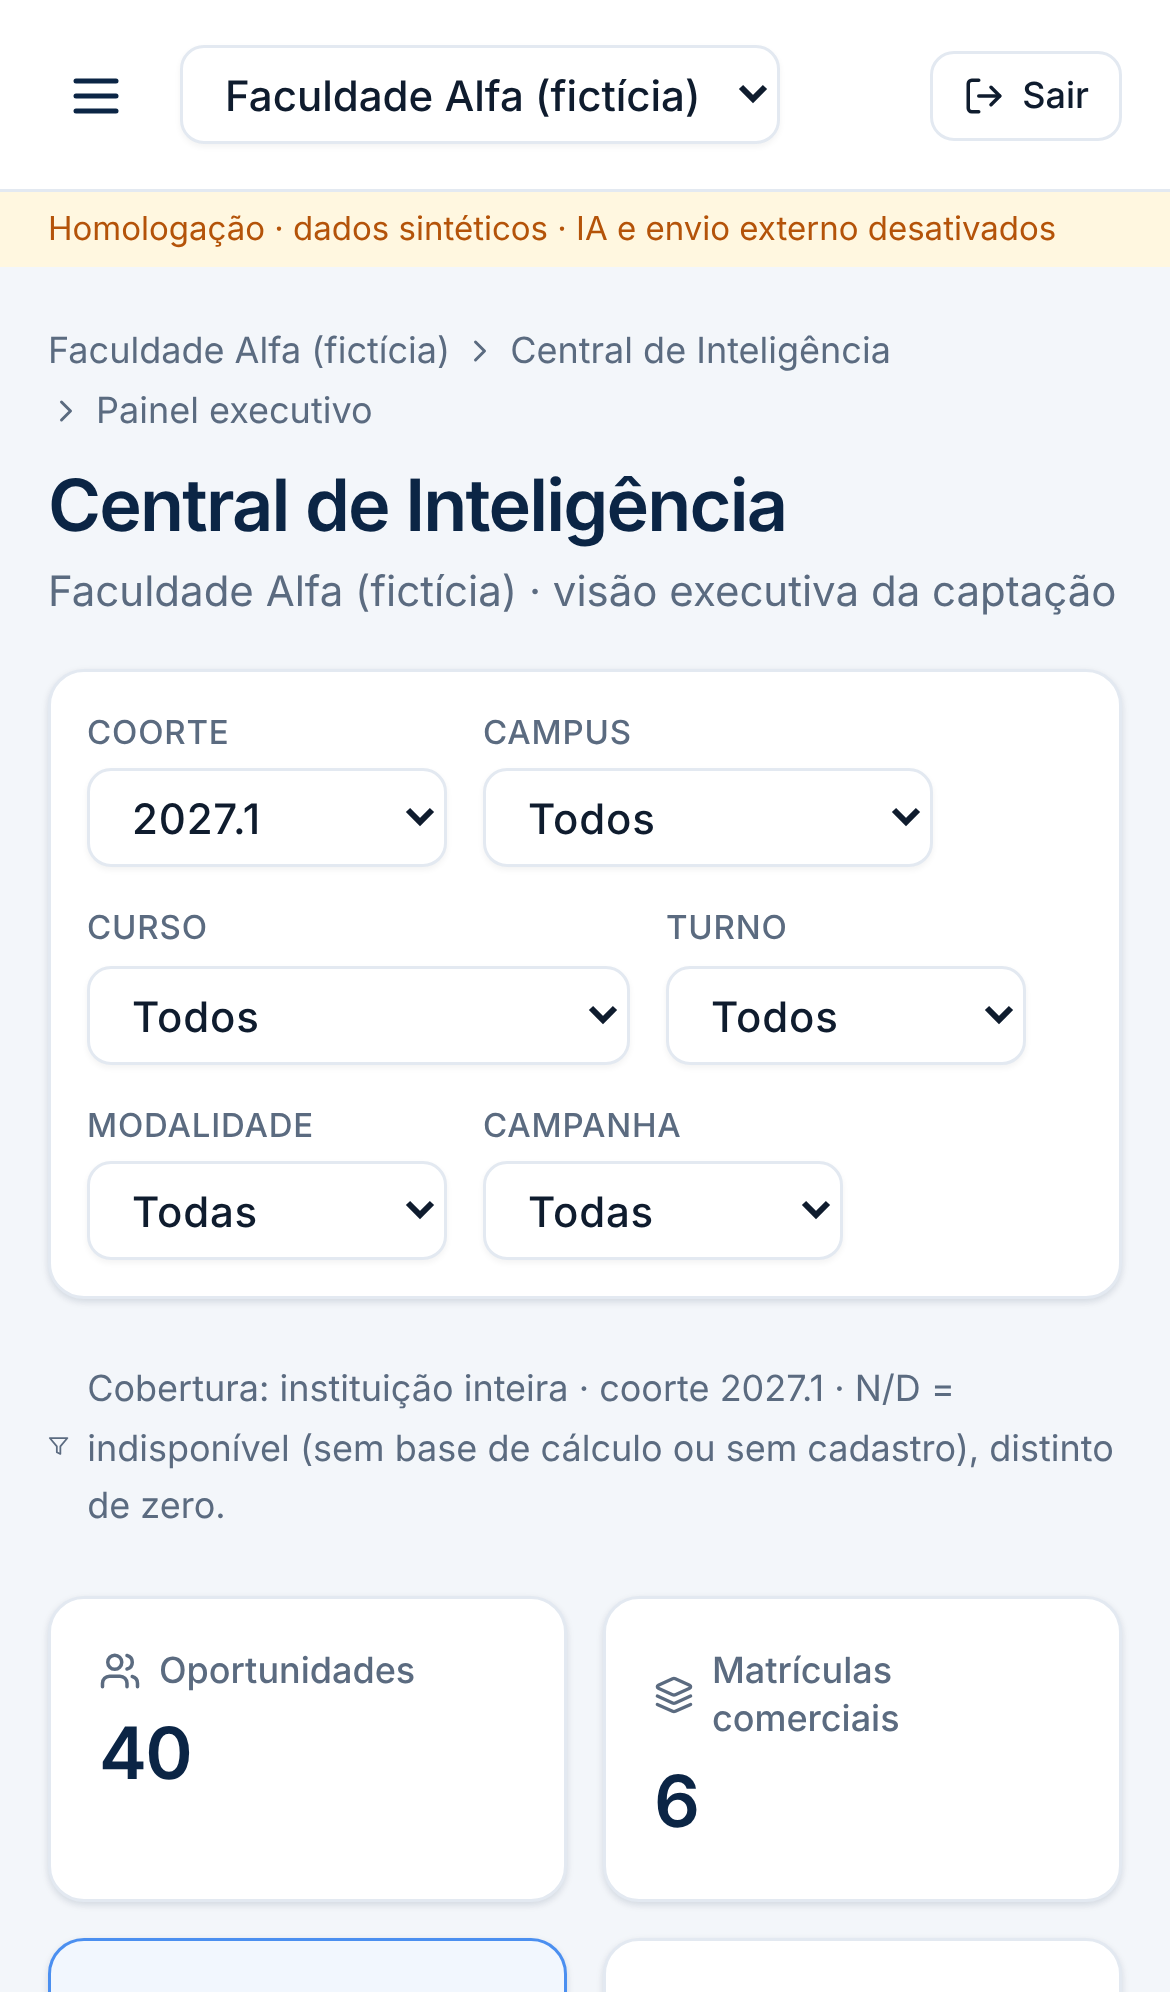 Faculdade Alfa (fictícia)
Sair
Homologação · dados sintéticos · IA e envio externo desativados
Faculdade Alfa (fictícia) > Central de Inteligência
> Painel executivo
Central de Inteligência
Faculdade Alfa (fictícia) · visão executiva da captação
COORTE
CAMPUS
2027.1
Todos
CURSO
TURNO
Todos
Todos
MODALIDADE
CAMPANHA
Todas
Todas
Cobertura: instituição inteira · coorte 2027.1 · N/D =
indisponível (sem base de cálculo ou sem cadastro), distinto
de zero.
Oportunidades
40
Matrículas
comerciais
6